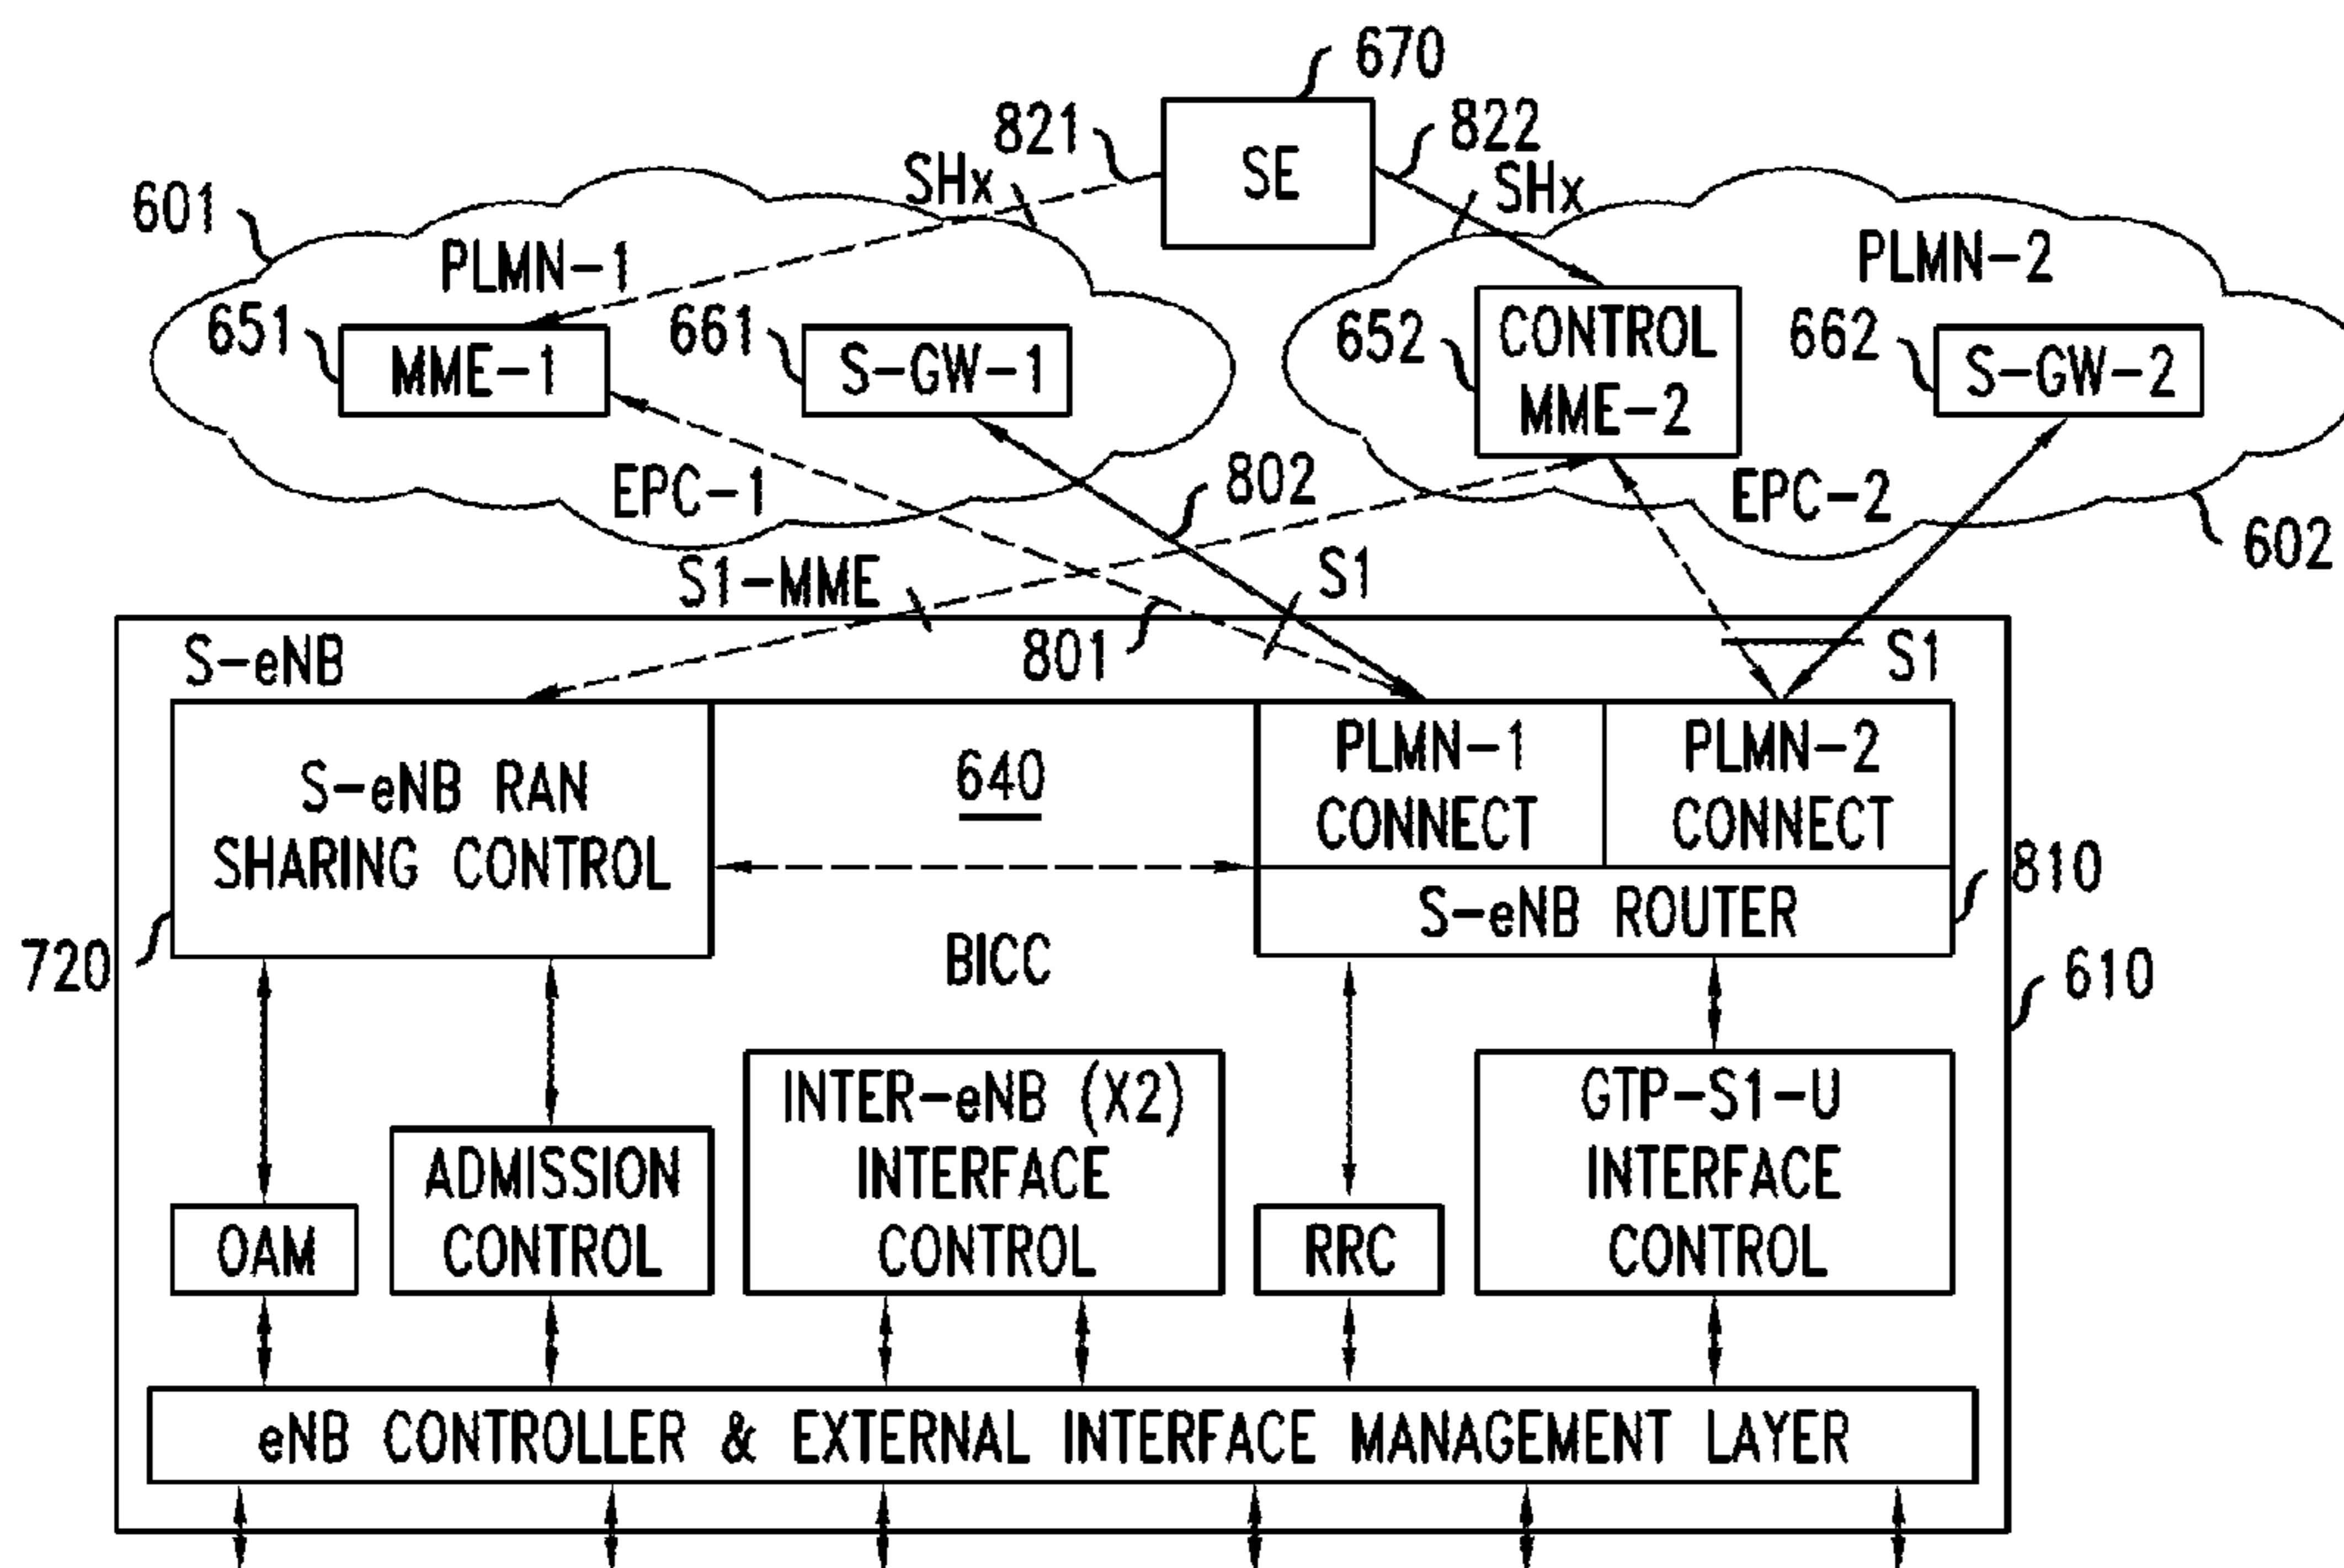 670
821
822
SE
SHx
SHx
601
PLMN-1
PLMN-2
651
MME-1
661
S-GW-1
652
CONTROL
MME-2
662
S-GW-2
EPC-1
802
EPC-2
602
S1-MME
S1
801
S-eNB
S1
S-eNB RAN
SHARING CONTROL
640
PLMN-1
CONNECT
PLMN-2
CONNECT
810
S-eNB ROUTER
720
BICC
610
INTER-eNB (X2)
INTERFACE
CONTROL
GTP-S1-U
INTERFACE
CONTROL
ADMISSION
CONTROL
OAM
RRC
eNB CONTROLLER & EXTERNAL INTERFACE MANAGEMENT LAYER